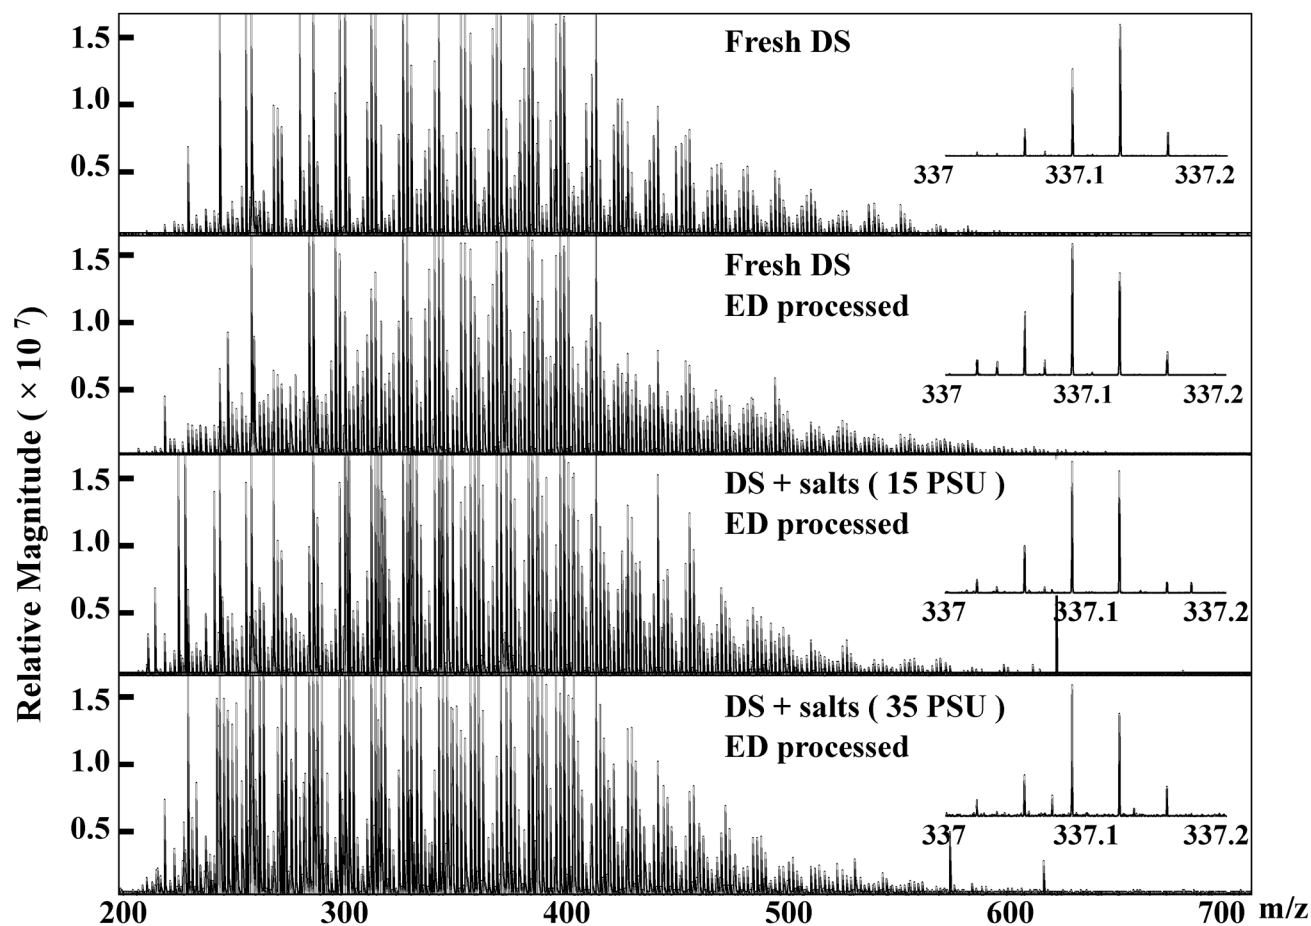 Relative Magnitude ( × 10 7 )
1.5
1.0
0.5
Fresh DS
337 337.1 337.2
1.5
1.0
0.5
Fresh DS
ED processed
337 337.1 337.2
1.5
1.0
0.5
DS + salts ( 15 PSU )
ED processed
337 337.1 337.2
1.5
1.0
0.5
DS + salts ( 35 PSU )
ED processed
337 337.1 337.2
200 300 400 500 600 700 m/z